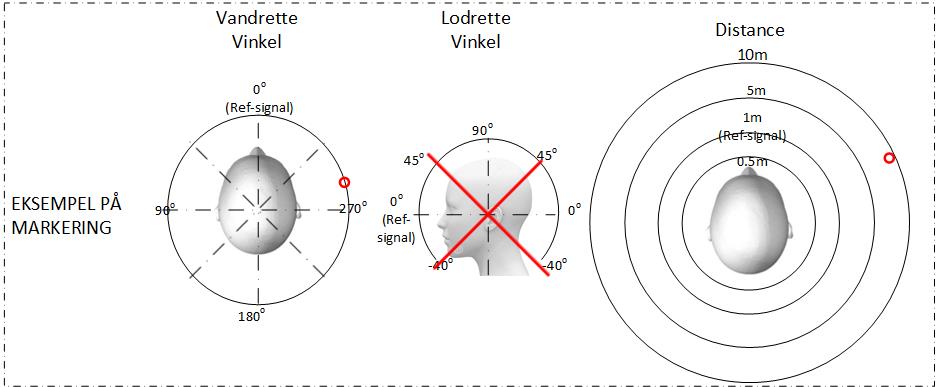 Vandrette
Vinkel
Lodrette
Vinkel
Distance
EKSEMPEL PÅ
MARKERING
0°
(Ref-signal)
90°
270°
180°
90°
45°
45°
0°
(Ref-
signal)
0°
-40°
-40°
10m
5m
1m
(Ref-signal)
0.5m